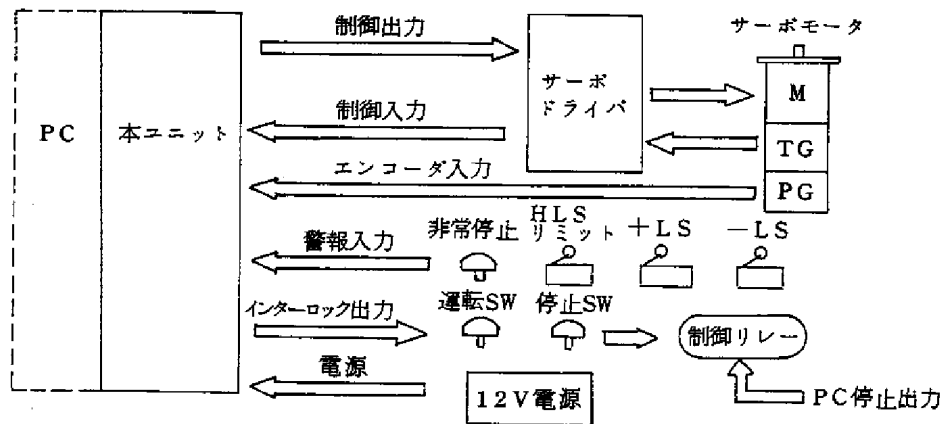 制御出力
サーボモータ
サーボ
ドライバ
M
PC
本ユニット
制御入力
TG
エンコーダ入力
PG
非常停止
HLS
リミット
+LS
-LS
警報入力
インターロック出力
運転SW
停止SW
制御リレー
電源
12V電源
PC停止出力